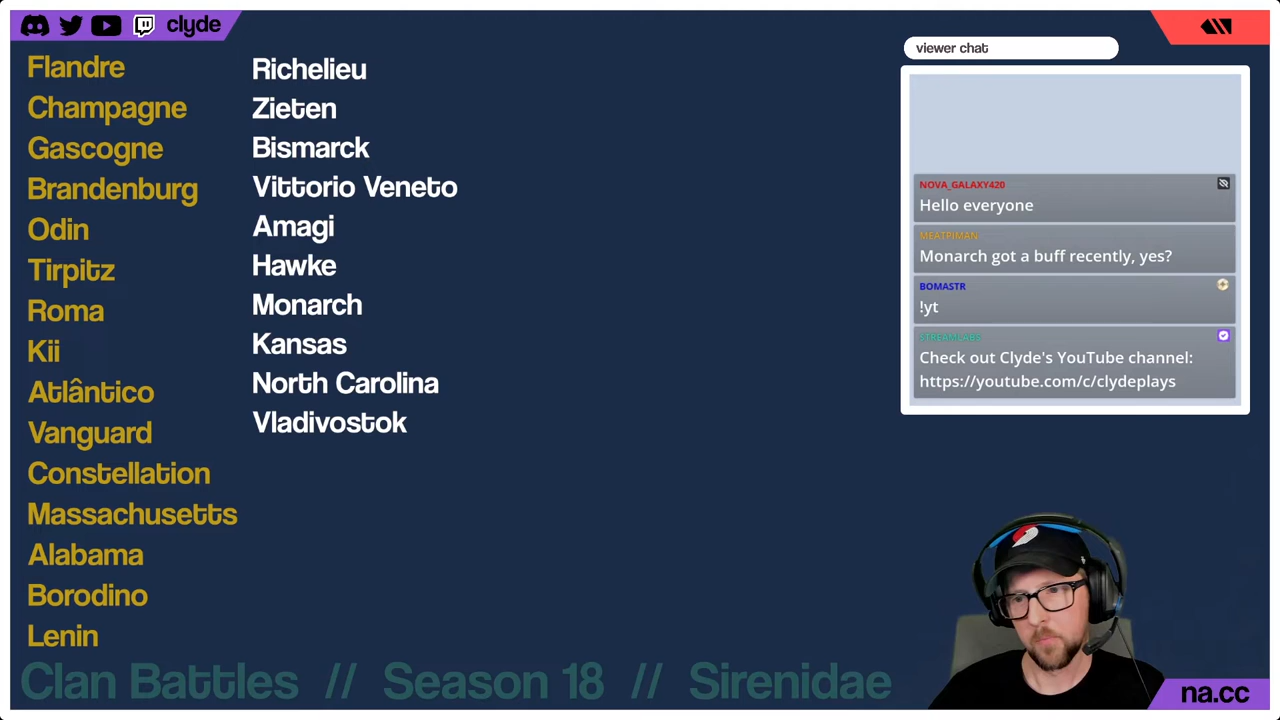 clyde
Flandre
Champagne
Gascogne
Brandenburg
Odin
Tirpitz
Roma
Kii
Atlântico
Vanguard
Constellation
Massachusetts
Alabama
Borodino
Lenin
Richelieu
Zieten
Bismarck
Vittorio Veneto
Amagi
Hawke
Monarch
Kansas
North Carolina
Vladivostok
viewer chat
NOVA_GALAXY420
Hello everyone
MEATPIMAN
Monarch got a buff recently, yes?
BOMASTR
!yt
STREAMLABS
Check out Clyde's YouTube channel:
https://youtube.com/c/clydeplays
Clan Battles // Season 18 // Sirenidae
na.cc